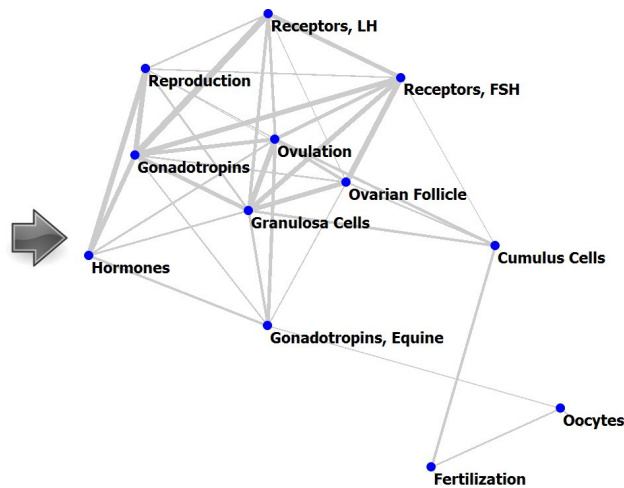 Receptors, LH
Reproduction
Receptors, FSH
Ovulation
Gonadotropins
Ovarian Follicle
Granulosa Cells
Cumulus Cells
Hormones
Gonadotropins, Equine
Oocytes
Fertilization